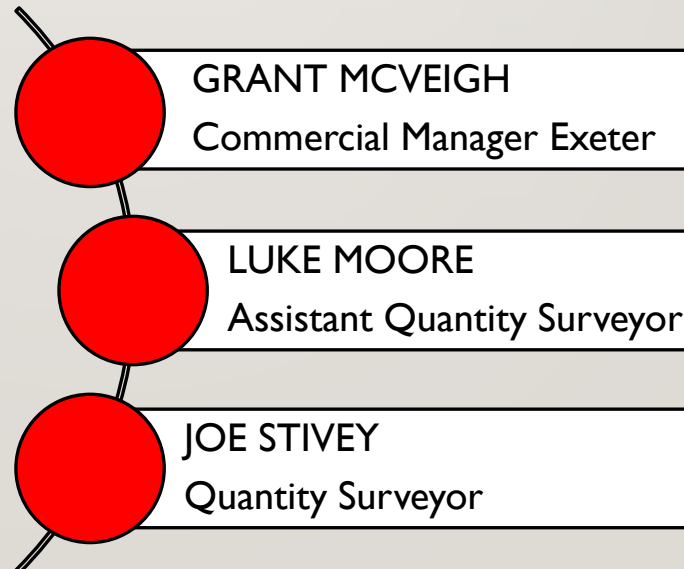 GRANT MCVEIGH
Commercial Manager Exeter
LUKE MOORE
Assistant Quantity Surveyor
JOE STIVEY
Quantity Surveyor